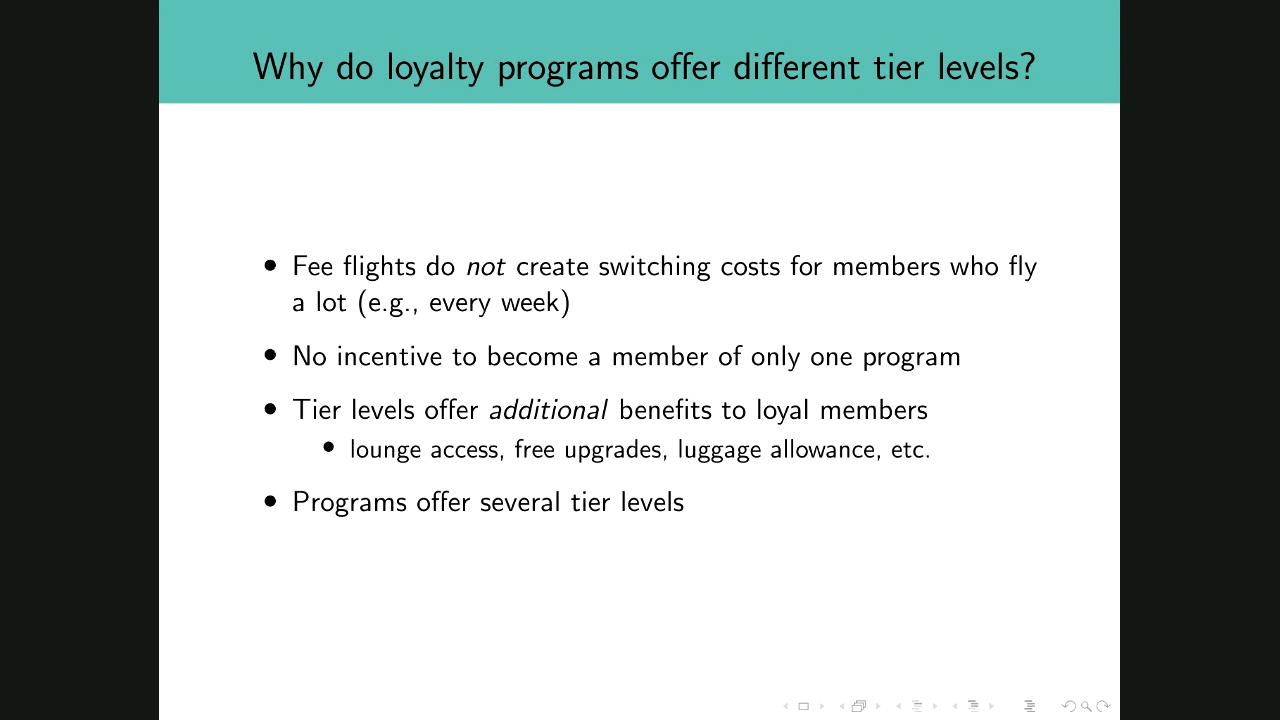 Why do loyalty programs offer different tier levels?
• Fee flights do not create switching costs for members who fly
a lot (e.g., every week)
• No incentive to become a member of only one program
• Tier levels offer additional benefits to loyal members
• lounge access, free upgrades, luggage allowance, etc.
• Programs offer several tier levels